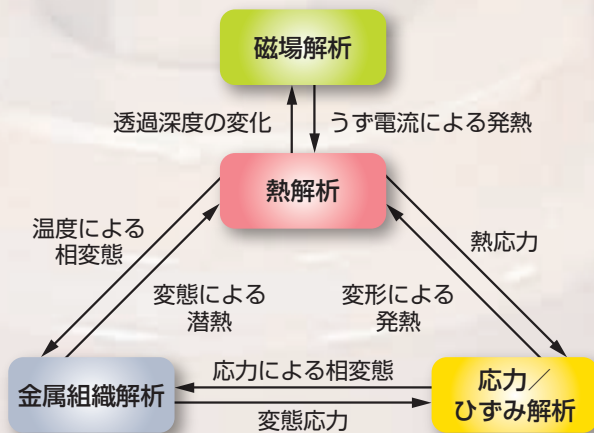 磁場解析
透過深度の変化
うず電流による発熱
熱解析
温度による
相変態
熱応力
変態による
潜熱
変形による
発熱
金属組織解析
応力による相変態
変態応力
応力／
ひずみ解析